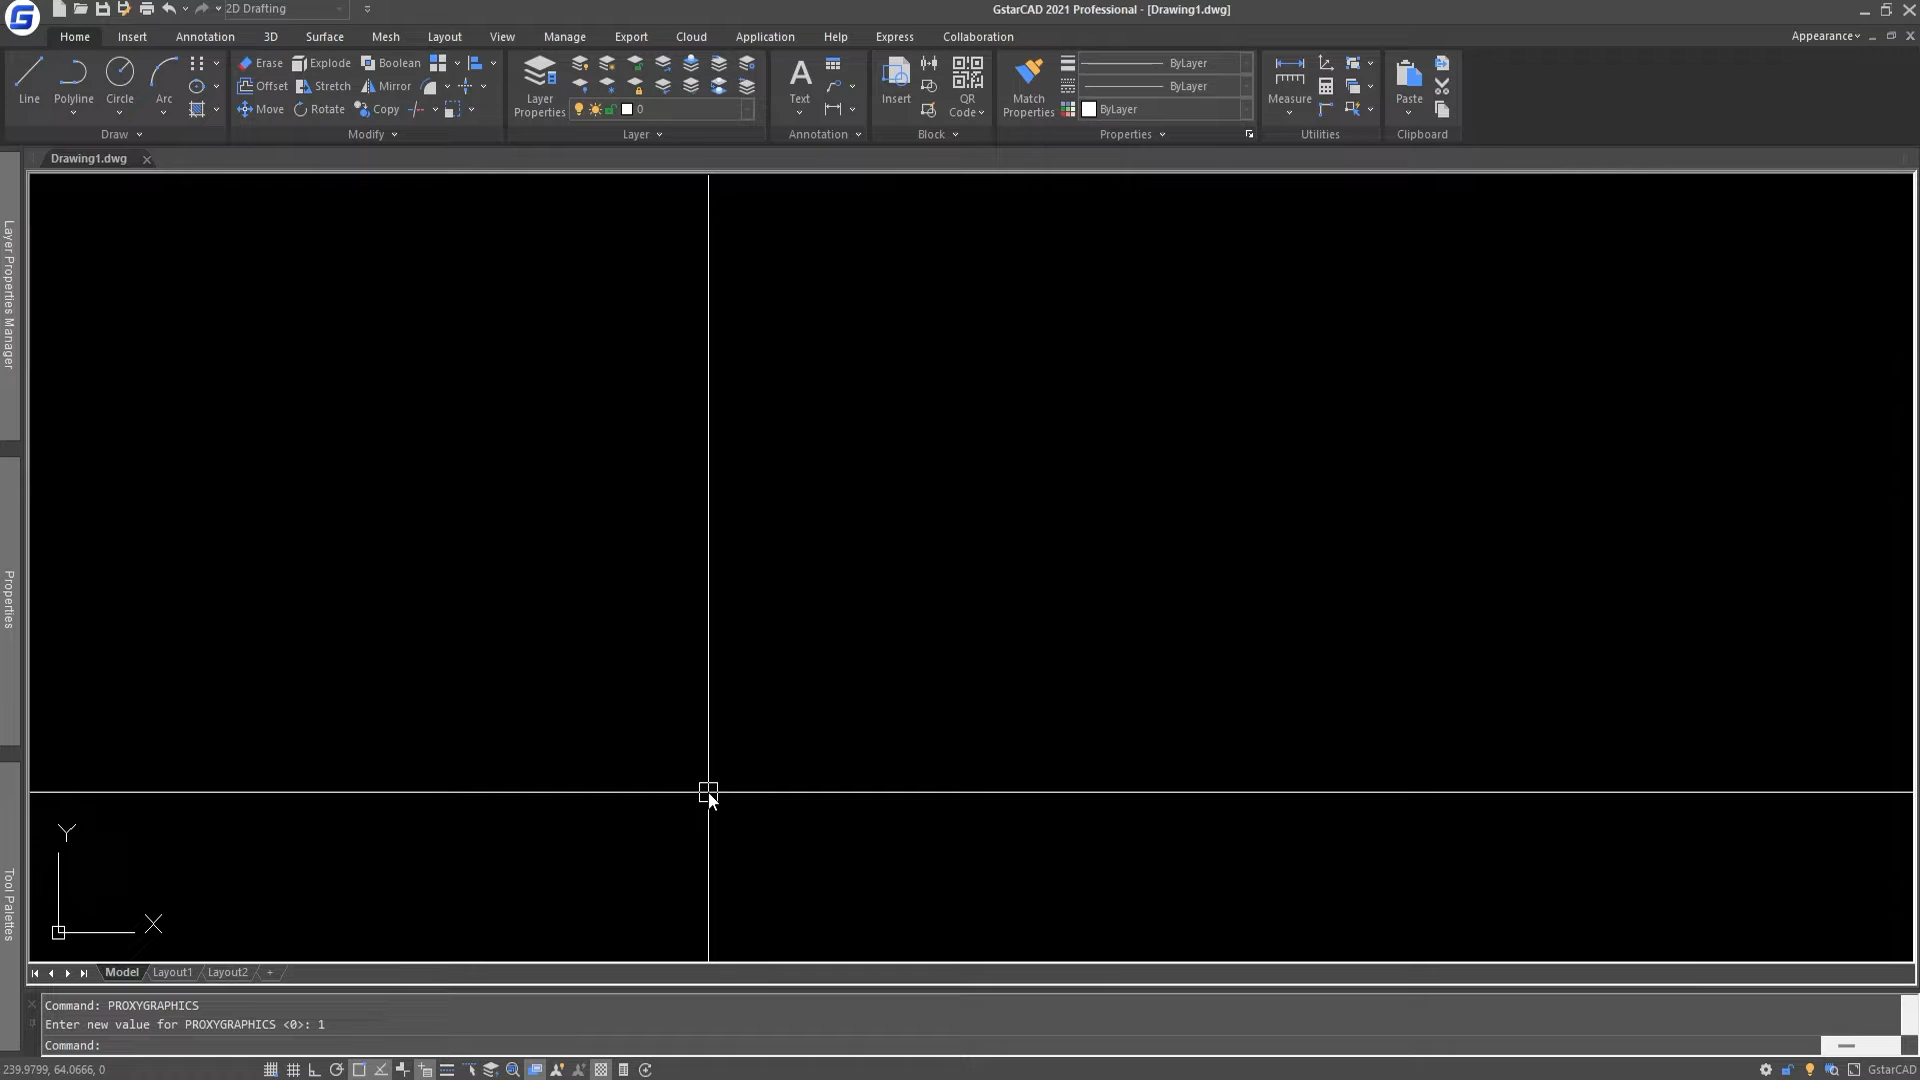 2D Drafting
GstarCAD 2021 Professional - [Drawing1.dwg]
Home Insert Annotation 3D Surface Mesh Layout View Manage Export Cloud Application Help Express Collaboration Appearance
Line Polyline Circle Arc
Erase Explode Boolean
Offset Stretch Mirror
Move Rotate Copy
Layer Properties
0
Text
Insert
QR Code
Match Properties
ByLayer
ByLayer
ByLayer
Measure
Paste
Draw Modify Layer Annotation Block Properties Utilities Clipboard
Drawing1.dwg
Layer Properties Manager
Properties
Tool Palettes
Y
X
Model Layout1 Layout2 +
Command: PROXYGRAPHICS
Enter new value for PROXYGRAPHICS <0>: 1
Command:
239.9799, 64.0666, 0
GstarCAD